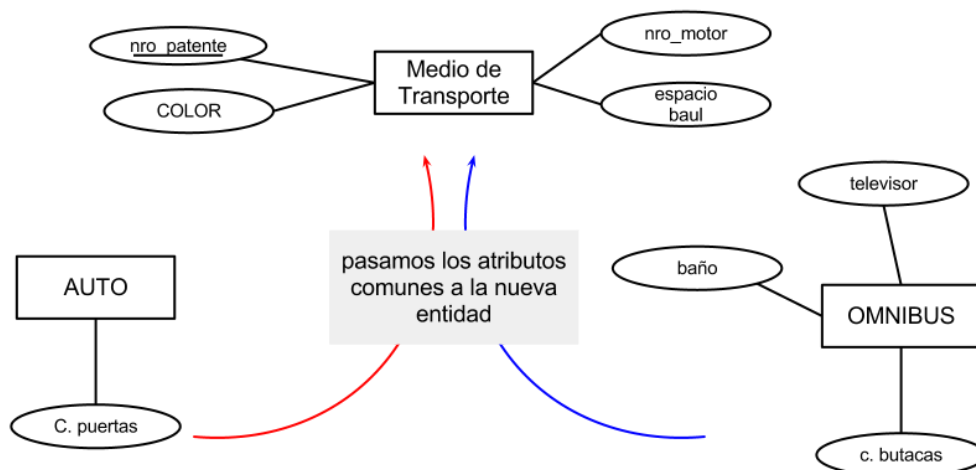 nro_patente
COLOR
Medio de
Transporte
nro_motor
espacio
baul
televisor
baño
pasamos los atributos
comunes a la nueva
entidad
AUTO
OMNIBUS
C. puertas
c. butacas